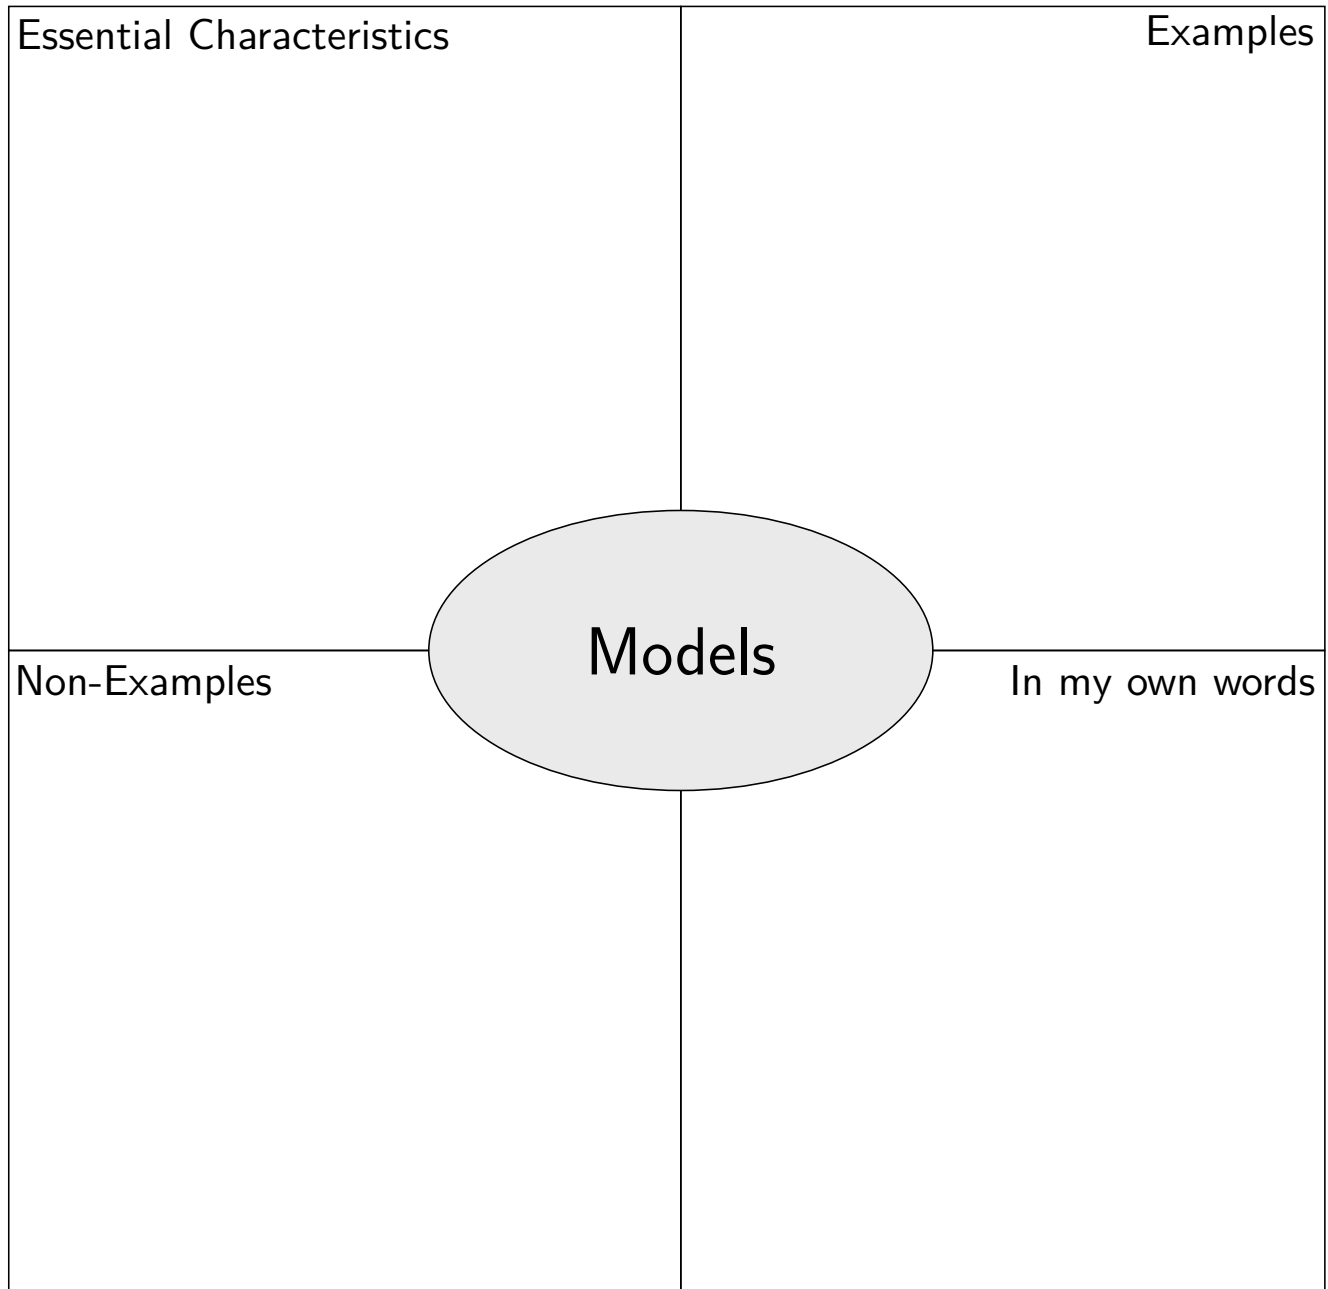 Essential Characteristics
Examples
Models
Non-Examples
In my own words